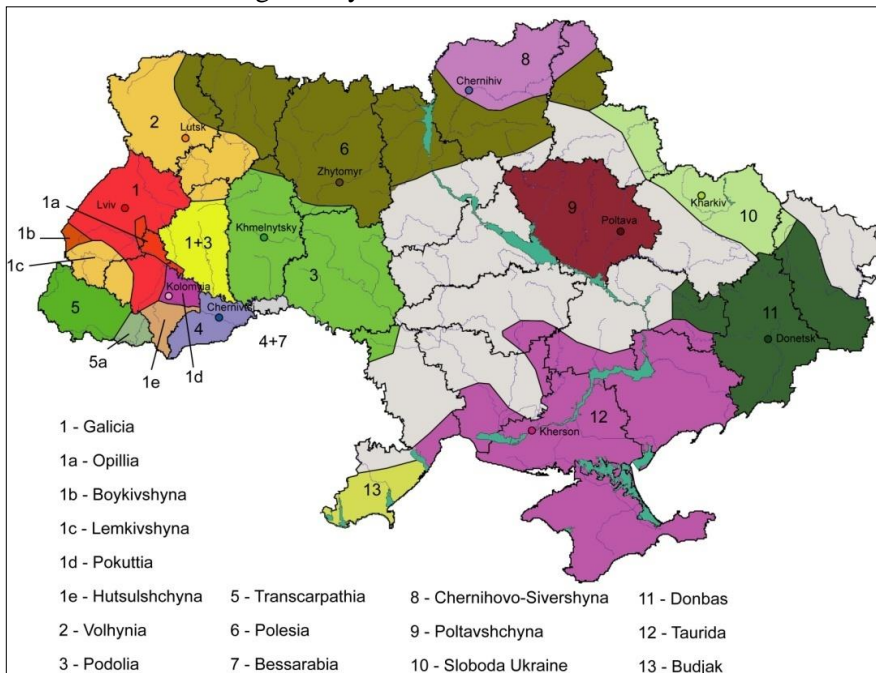 8
Chernihiv
2
Lutsk
6
Zhytomyr
1
Lviv
1a
1b
1c
1+3
Khmelnytsky
3
9
Poltava
Kharkiv
10
5
Kolomyia
4
4+7
5a
1e
1d
11
Donetsk
12
Kherson
13
1 - Galicia
1a - Opillia
1b - Boykivshyna
1c - Lemkivshyna
1d - Pokuttia
1e - Hutsulshchyna
2 - Volhynia
3 - Podolia
5 - Transcarpathia
6 - Polesia
7 - Bessarabia
8 - Chernihovo-Sivershyna
9 - Poltavshchyna
10 - Sloboda Ukraine
11 - Donbas
12 - Taurida
13 - Budjak